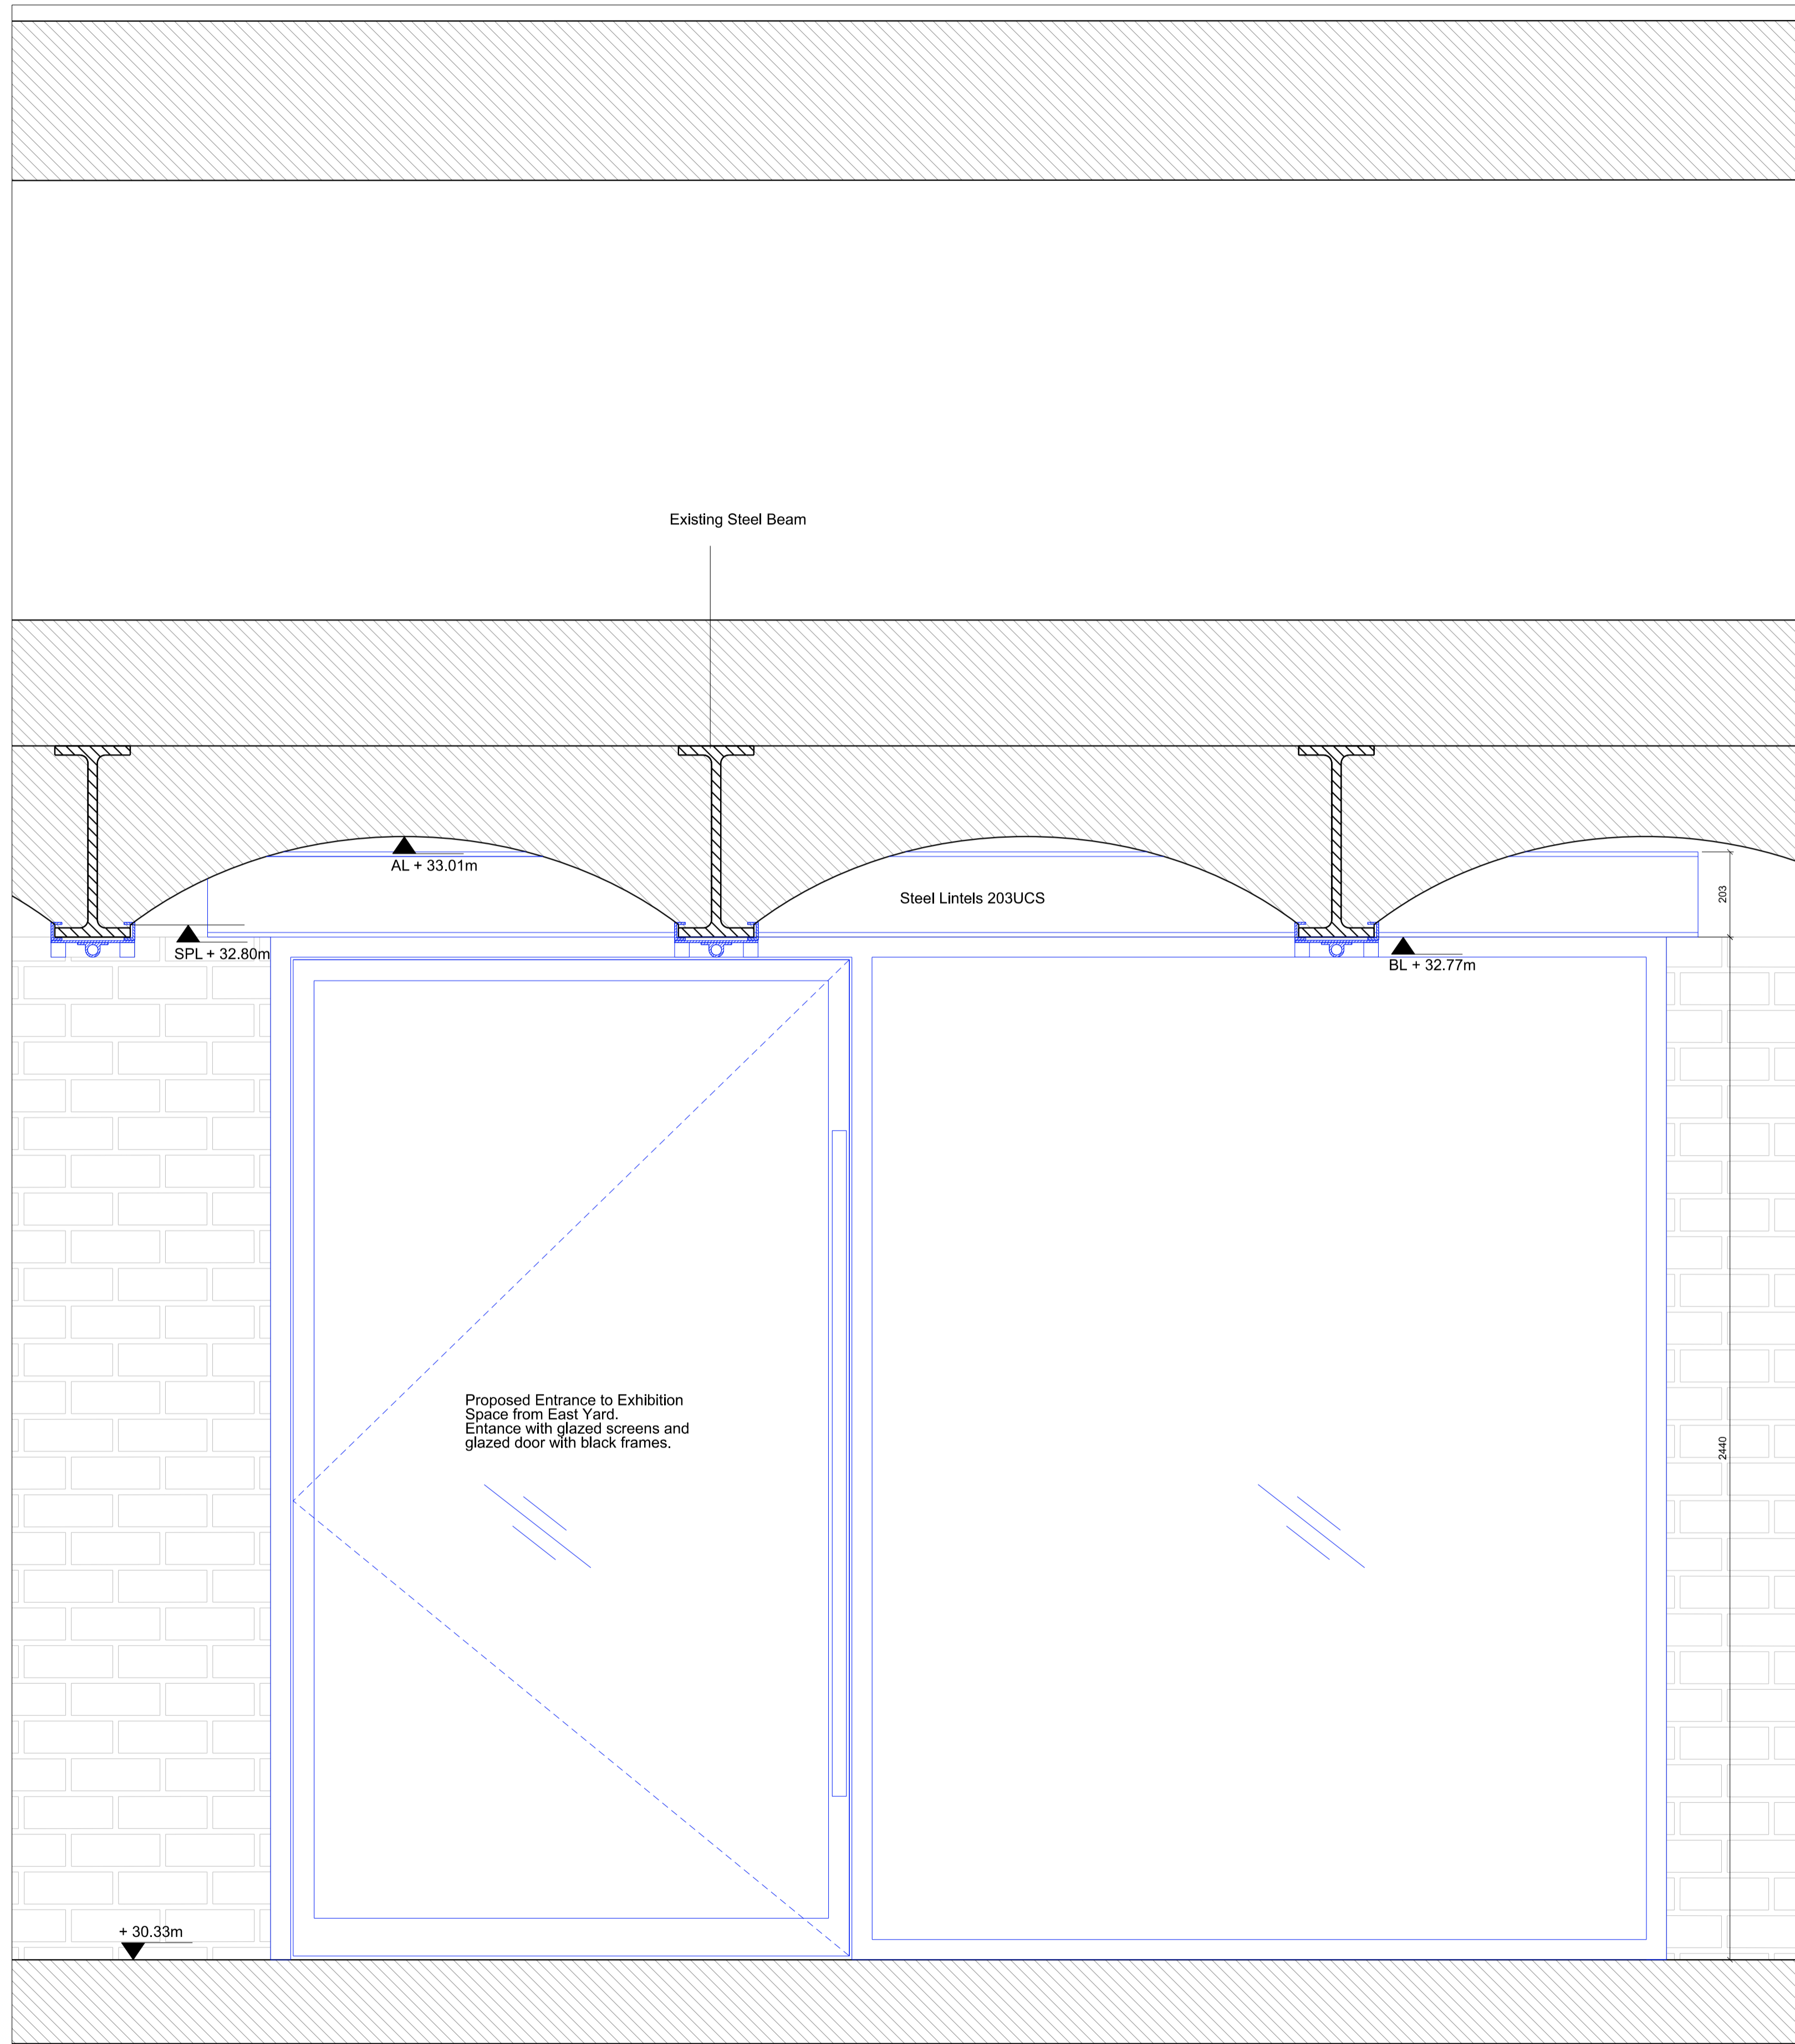 Existing Steel Beam
AL + 33.01m
Steel Lintels 203UCS
203
SPL + 32.80m
BL + 32.77m
Proposed Entrance to Exhibition
Space from East Yard.
Entance with glazed screens and
glazed door with black frames.
2440
+ 30.33m